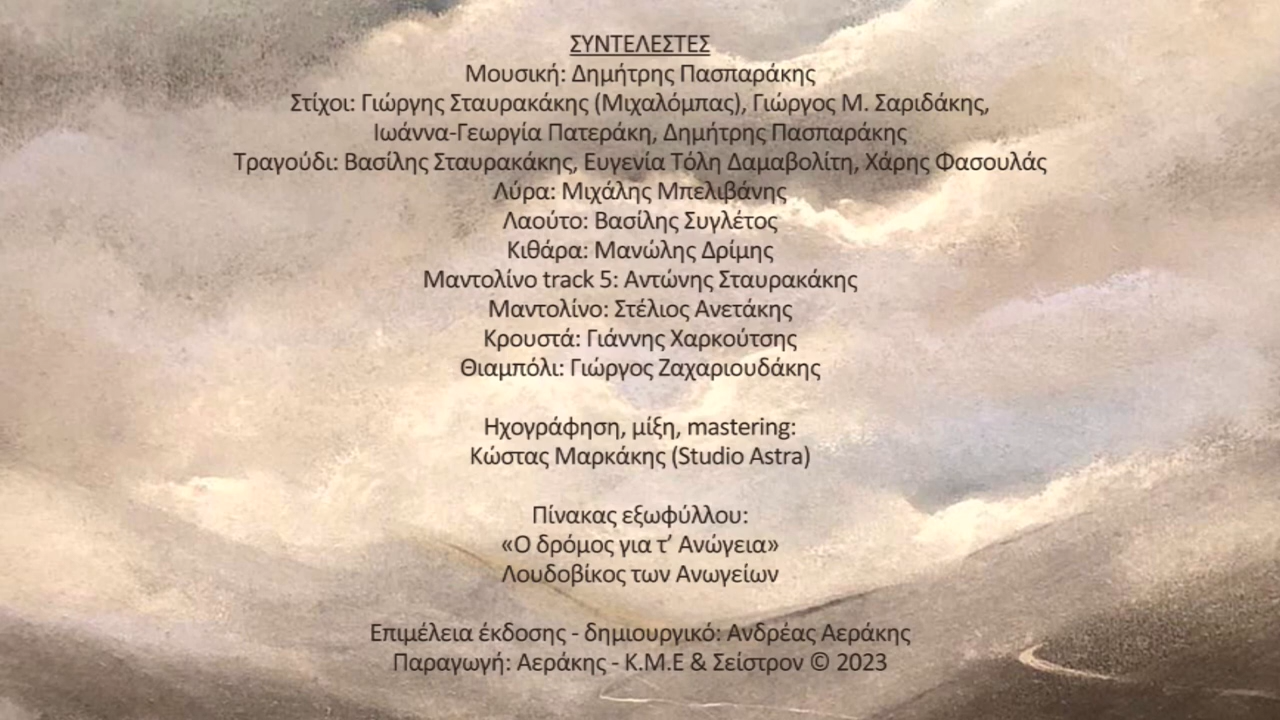 ΣΥΝΤΕΛΕΣΤΕΣ
Μουσική: Δημήτρης Πασπαράκης
Στίχοι: Γιώργης Σταυρακάκης (Μιχαλόμπας), Γιώργος Μ. Σαριδάκης,
Ιωάννα-Γεωργία Πατεράκη, Δημήτρης Πασπαράκης
Τραγούδι: Βασίλης Σταυρακάκης, Ευγενία Τόλη Δαμαβολίτη, Χάρης Φασουλάς
Λύρα: Μιχάλης Μπελιβάνης
Λαούτο: Βασίλης Συγλέτος
Κιθάρα: Μανώλης Δρίμης
Μαντολίνο track 5: Αντώνης Σταυρακάκης
Μαντολίνο: Στέλιος Ανετάκης
Κρουστά: Γιάννης Χαρκούτσης
Θιαμπόλι: Γιώργος Ζαχαριουδάκης
Ηχογράφηση, μίξη, mastering:
Κώστας Μαρκάκης (Studio Astra)
Πίνακας εξωφύλλου:
«Ο δρόμος για τ’ Ανώγεια»
Λουδοβίκος των Ανωγείων
Επιμέλεια έκδοσης - δημιουργικό: Ανδρέας Αεράκης
Παραγωγή: Αεράκης - Κ.Μ.Ε & Σείστρον © 2023